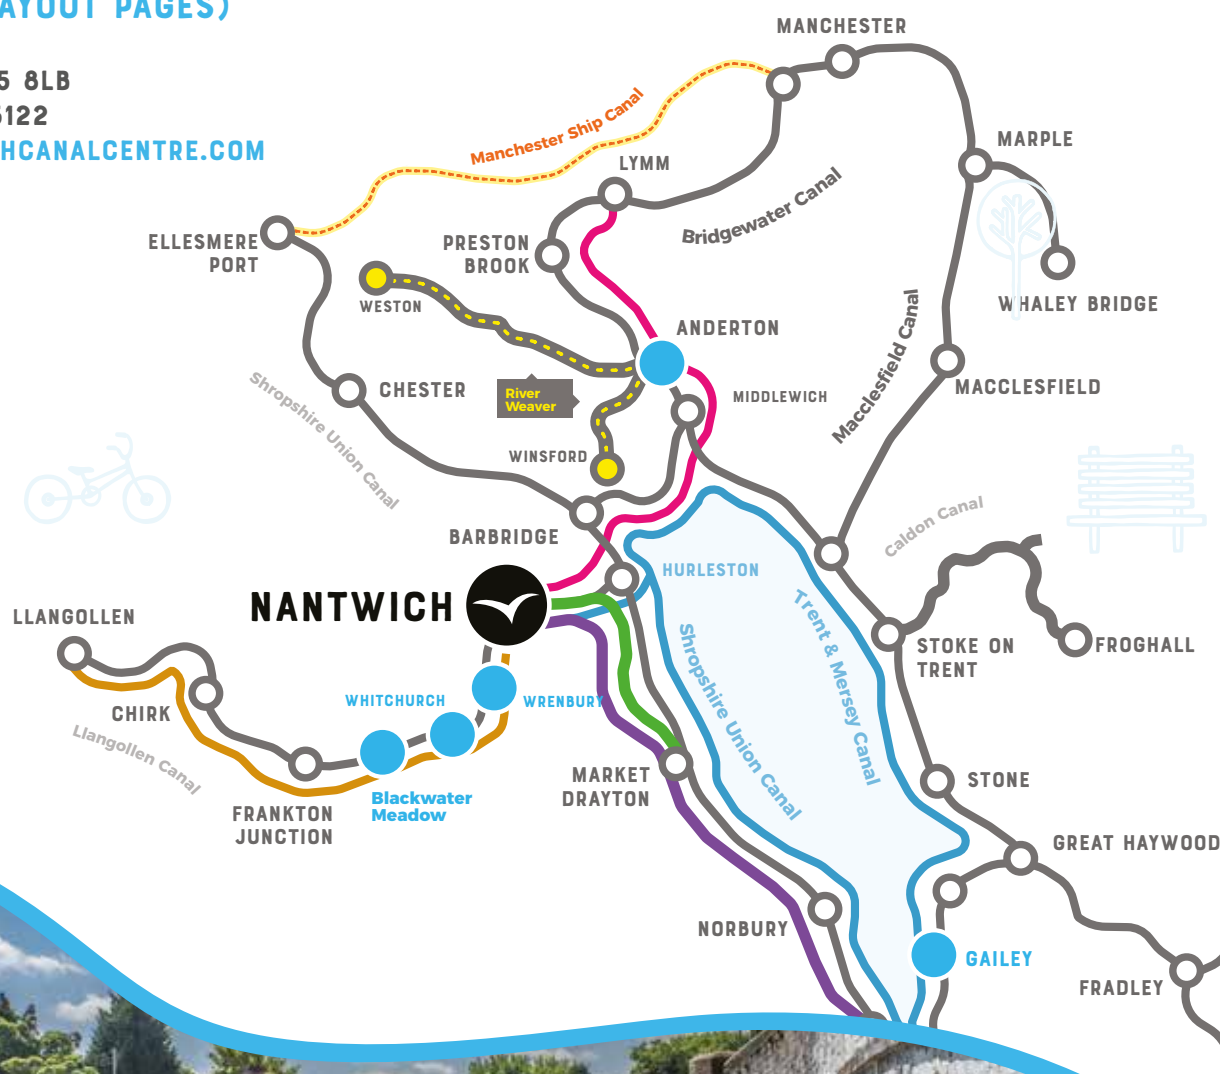 AYOUT PAGES)
5 8LB
5122
HCANALCENTRE.COM
MANCHESTER
Manchester Ship Canal
MARPLE
LYMM
Bridgewater Canal
ELLESMERE
PORT
PRESTON
BROOK
WESTON
WHALEY BRIDGE
ANDERTON
Macclesfield Canal
CHESTER
River
Weaver
MIDDLEWICH
MACCLESFIELD
Shropshire Union Canal
WINSFORD
BARBRIDGE
Caldon Canal
HURLESTON
NANTWICH
LLANGOLLEN
Trent & Mersey Canal
Shropshire Union Canal
STOKE ON
TRENT
FROGHALL
CHIRK
WHITCHURCH
WRENBURY
Llangollen Canal
MARKET
DRAYTON
STONE
Blackwater
Meadow
FRANKTON
JUNCTION
GREAT HAYWOOD
NORBURY
GAILEY
FRADLEY